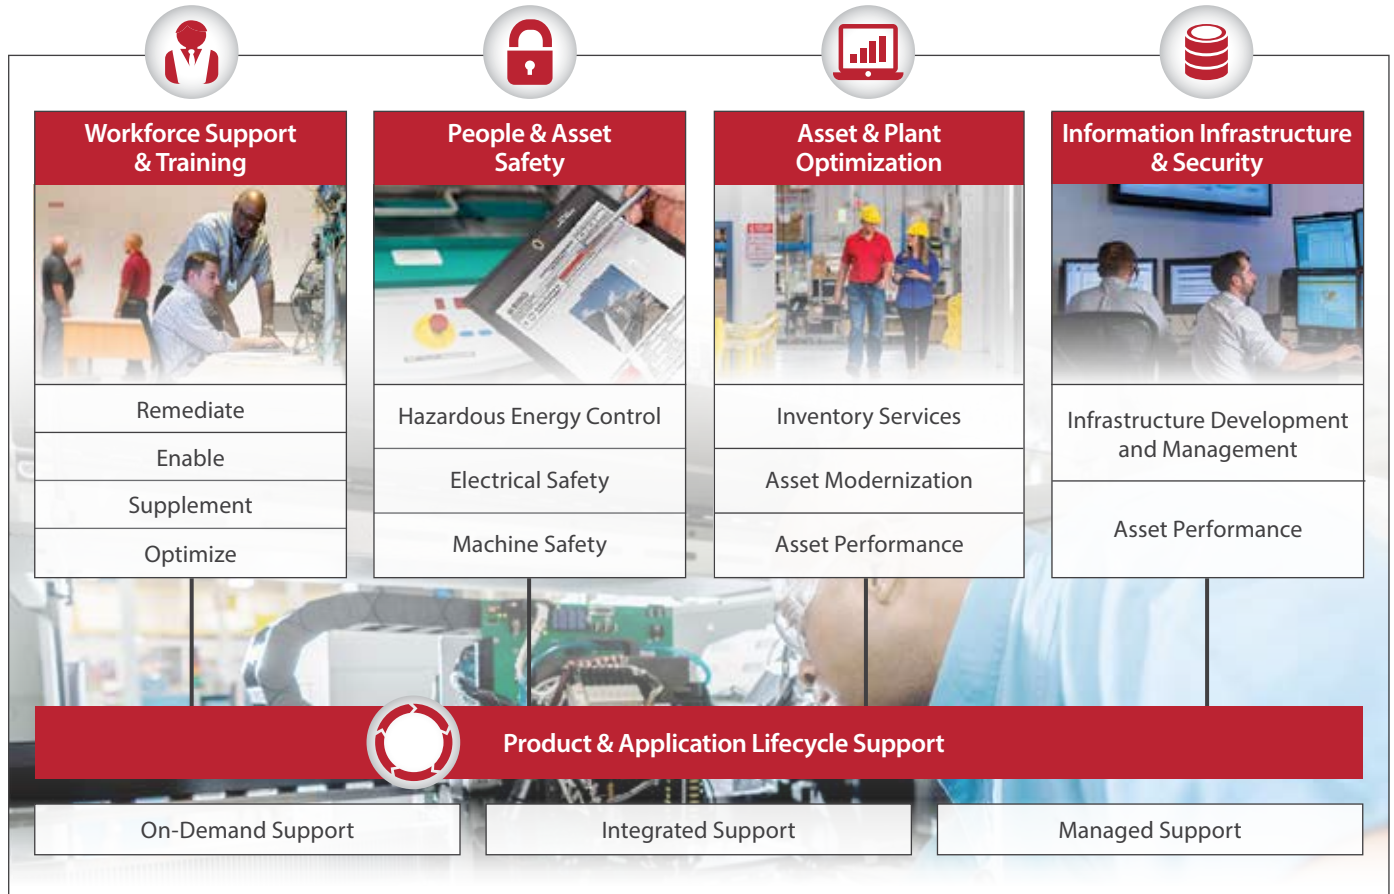 Workforce Support
& Training
People & Asset
Safety
Asset & Plant
Optimization
Information Infrastructure
& Security
Remediate
Enable
Supplement
Optimize
Hazardous Energy Control
Electrical Safety
Machine Safety
Inventory Services
Asset Modernization
Asset Performance
Infrastructure Development
and Management
Asset Performance
Product & Application Lifecycle Support
On-Demand Support
Integrated Support
Managed Support